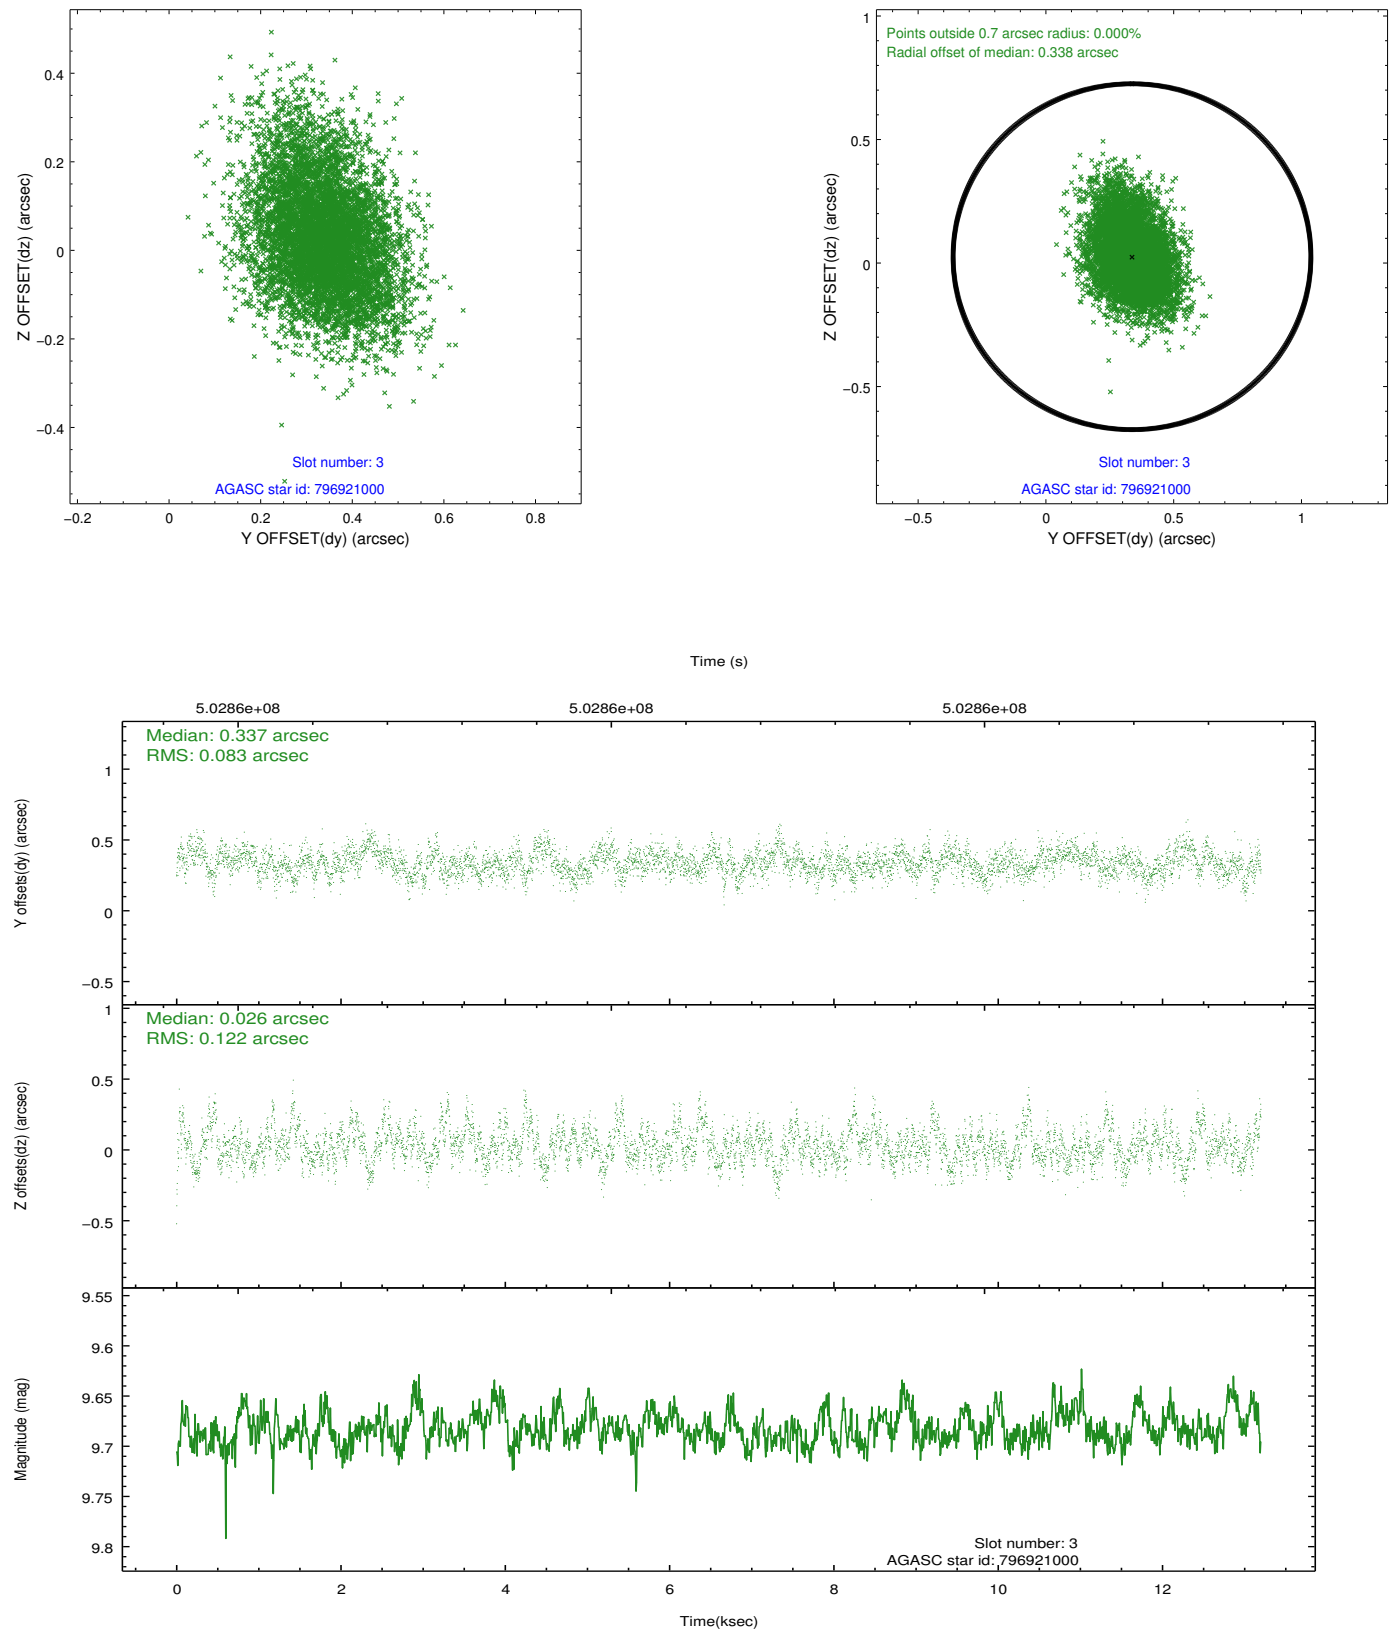 0.4
0.2
0
−0.2
−0.4
Z OFFSET(dz) (arcsec)
Slot number: 3
AGASC star id: 796921000
−0.2 0 0.2 0.4 0.6 0.8
Y OFFSET(dy) (arcsec)
Points outside 0.7 arcsec radius: 0.000%
Radial offset of median: 0.338 arcsec
1
0.5
0
−0.5
Z OFFSET(dz) (arcsec)
Slot number: 3
AGASC star id: 796921000
−0.5 0 0.5 1
Y OFFSET(dy) (arcsec)
Time (s)
5.0286e+08 5.0286e+08 5.0286e+08
Median: 0.337 arcsec
RMS: 0.083 arcsec
1
0.5
0
−0.5
Y offsets(dy) (arcsec)
Median: 0.026 arcsec
RMS: 0.122 arcsec
1
0.5
0
−0.5
Z offsets(dz) (arcsec)
9.55
9.6
9.65
9.7
9.75
9.8
Magnitude (mag)
Slot number: 3
AGASC star id: 796921000
0 2 4 6 8 10 12
Time(ksec)